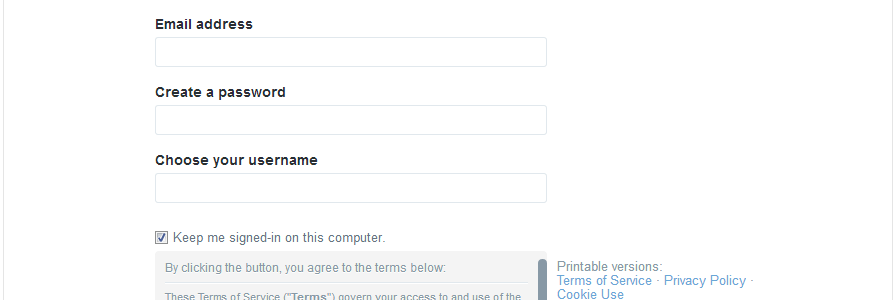 Email address
Create a password
Choose your username
Keep me signed-in on this computer.
By clicking the button, you agree to the terms below:
These Terms of Service ("Terms") govern your access to and use of the
Printable versions:
Terms of Service · Privacy Policy ·
Cookie Use